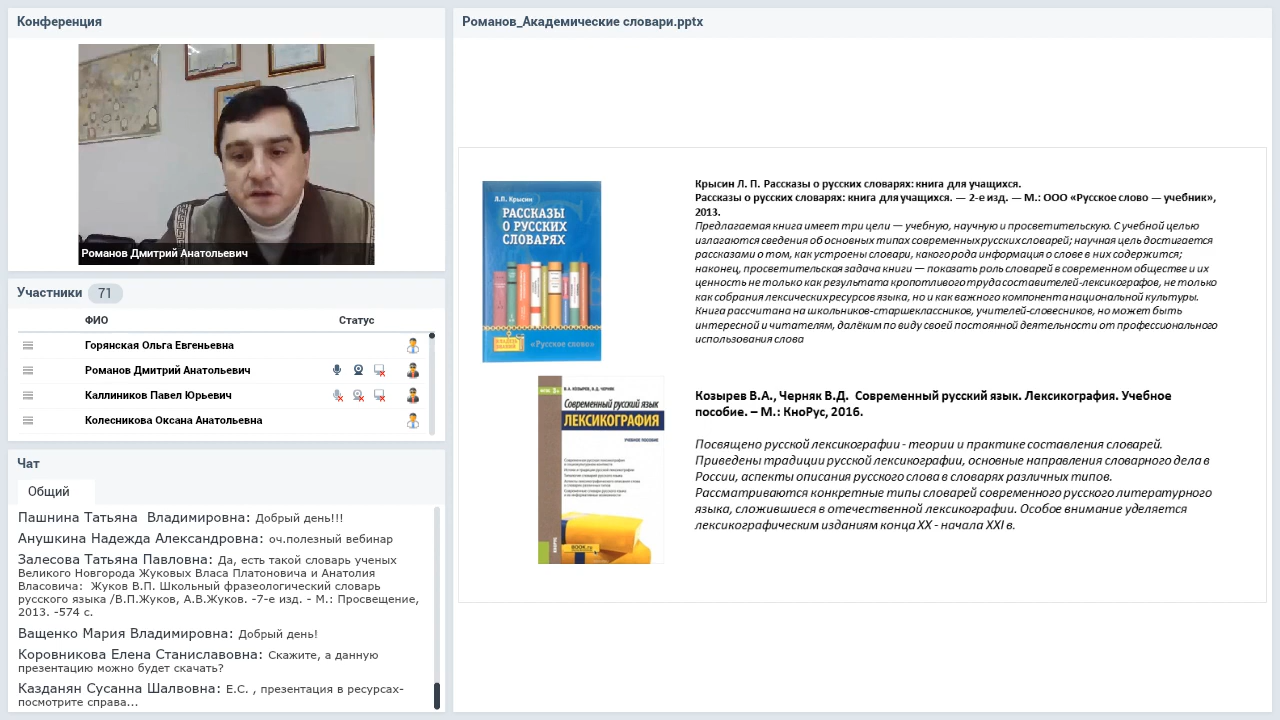 Конференция
Романов Дмитрий Анатольевич
Участники 71
ФИО Статус
Горянская Ольга Евгеньевна
Романов Дмитрий Анатольевич
Каллиников Павел Юрьевич
Колесникова Оксана Анатольевна
Чат
Общий
Пашнина Татьяна Владимировна: Добрый день!!!
Анушкина Надежда Александровна: оч.полезный вебинар
Залесова Татьяна Павловна: Да, есть такой словарь ученых
Великого Новгорода Жуковых Власа Платоновича и Анатолия
Власовича: Жуков В.П. Школьный фразеологический словарь
русского языка /В.П.Жуков, А.В.Жуков. -7-е изд. - М.: Просвещение,
2013. -574 с.
Ващенко Мария Владимировна: Добрый день!
Коровникова Елена Станиславовна: Скажите, а данную
презентацию можно будет скачать?
Казданян Сусанна Шалвовна: Е.С. , презентация в ресурсах-
посмотрите справа...
Романов_Академические словари.pptx
Л.П. Крысин
РАССКАЗЫ
О РУССКИХ
СЛОВАРЯХ
«Русское слово»
Крысин Л. П. Рассказы о русских словарях: книга для учащихся.
Рассказы о русских словарях: книга для учащихся. — 2-е изд. — М.: ООО «Русское слово — учебник»,
2013.
Предлагаемая книга имеет три цели — учебную, научную и просветительскую. С учебной целью
излагаются сведения об основных типах современных русских словарей; научная цель достигается
рассказами о том, как устроены словари, какого рода информация о слове в них содержится;
наконец, просветительская задача книги — показать роль словарей в современном обществе и их
ценность не только как результата кропотливого труда составителей-лексикографов, не только
как собрания лексических ресурсов языка, но и как важного компонента национальной культуры.
Книга рассчитана на школьников-старшеклассников, учителей-словесников, но может быть
интересной и читателям, далёким по виду своей постоянной деятельности от профессионального
использования слова
В.А. КОЗЫРЕВ, В.Д. ЧЕРНЯК
Современный русский язык
ЛЕКСИКОГРАФИЯ
УЧЕБНОЕ ПОСОБИЕ
BOOK.ru
Козырев В.А., Черняк В.Д. Современный русский язык. Лексикография. Учебное
пособие. – М.: КноРус, 2016.
Посвящено русской лексикографии - теории и практике составления словарей.
Приведены традиции русской лексикографии, основные направления словарного дела в
России, аспекты описания русского слова в словарях различных типов.
Рассматриваются конкретные типы словарей современного русского литературного
языка, сложившиеся в отечественной лексикографии. Особое внимание уделяется
лексикографическим изданиям конца XX - начала XXI в.